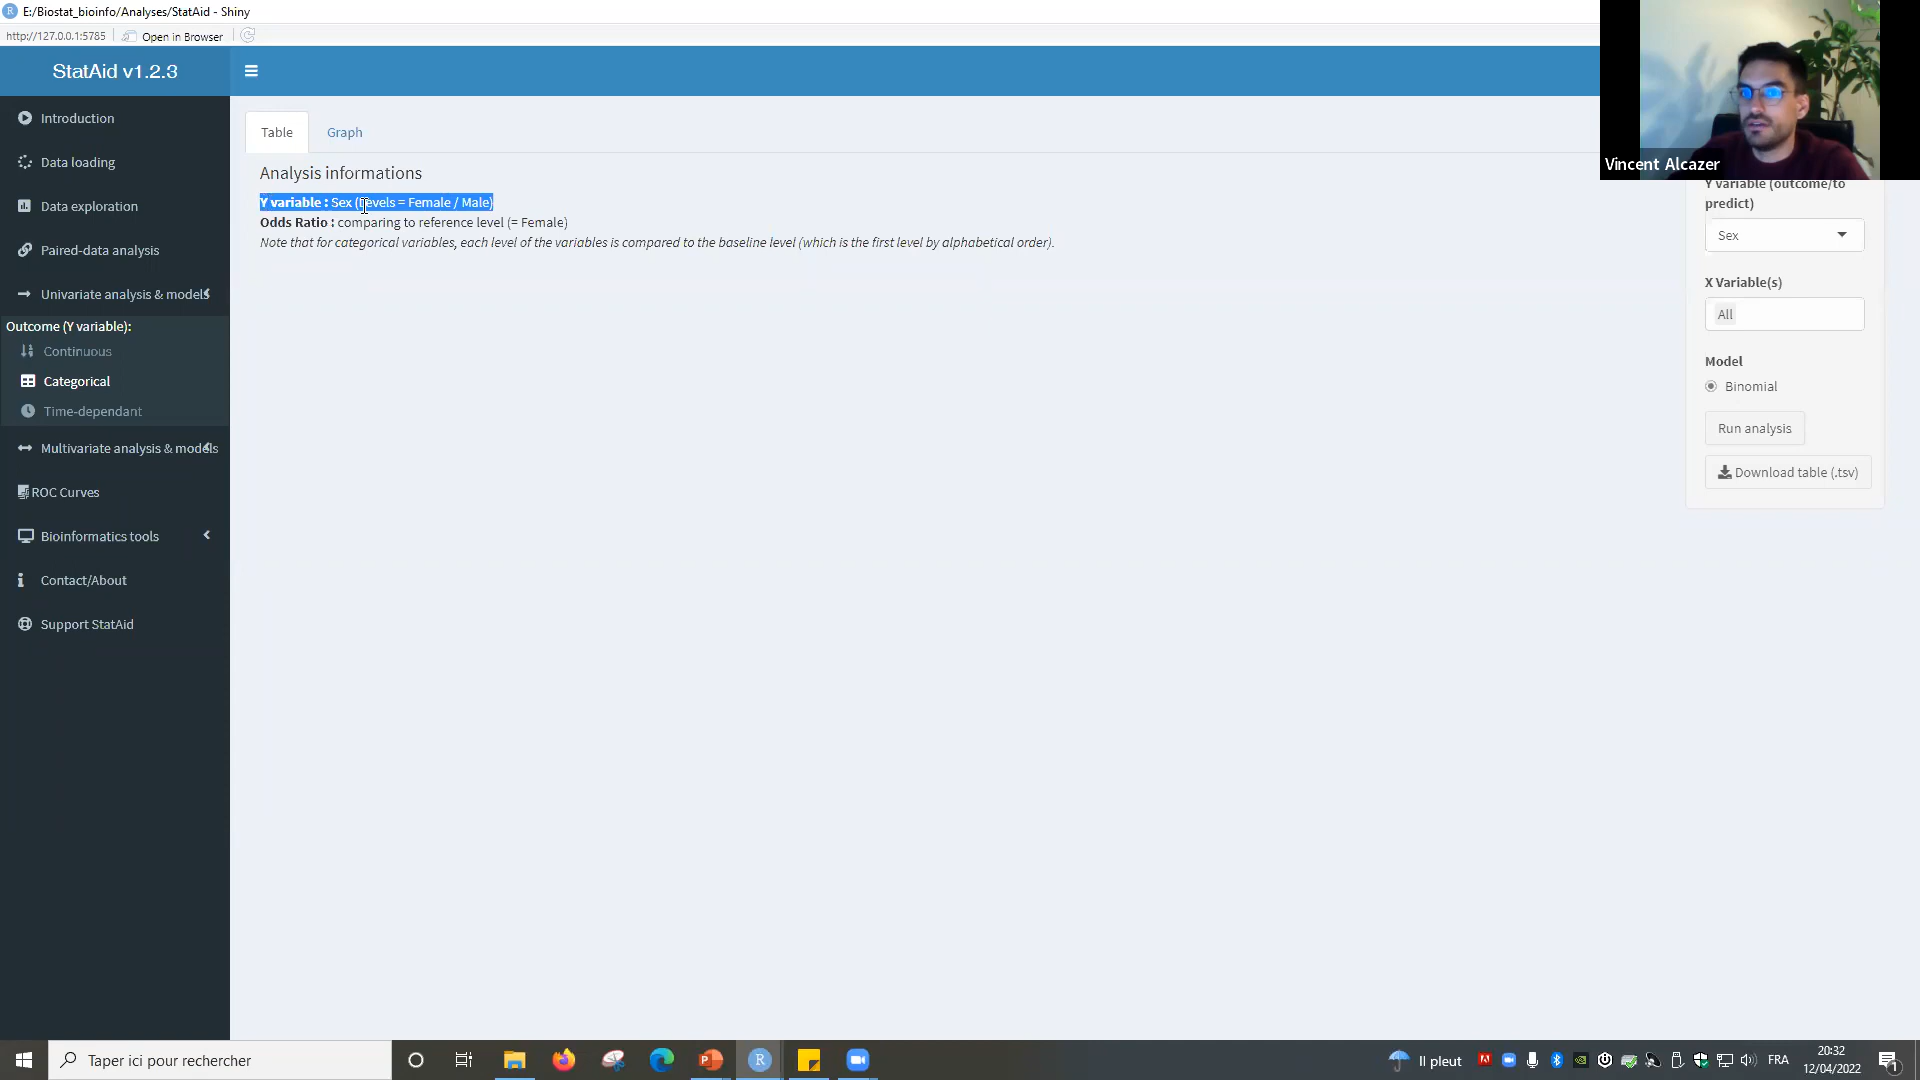 E:/Biostat_bioinfo/Analyses/StatAid - Shiny
http://127.0.0.1:5785
Open in Browser
StatAid v1.2.3
Introduction
Data loading
Data exploration
Paired-data analysis
Univariate analysis & models
Outcome (Y variable):
Continuous
Categorical
Time-dependant
Multivariate analysis & models
ROC Curves
Bioinformatics tools
Contact/About
Support StatAid
Table
Graph
Analysis informations
Y variable : Sex (Levels = Female / Male)
Odds Ratio : comparing to reference level (= Female)
Note that for categorical variables, each level of the variables is compared to the baseline level (which is the first level by alphabetical order).
Vincent Alcazer
Y variable (outcome/to
predict)
Sex
X Variable(s)
All
Model
Binomial
Run analysis
Download table (.tsv)
Taper ici pour rechercher
Il pleut
FRA
20:32
12/04/2022
1